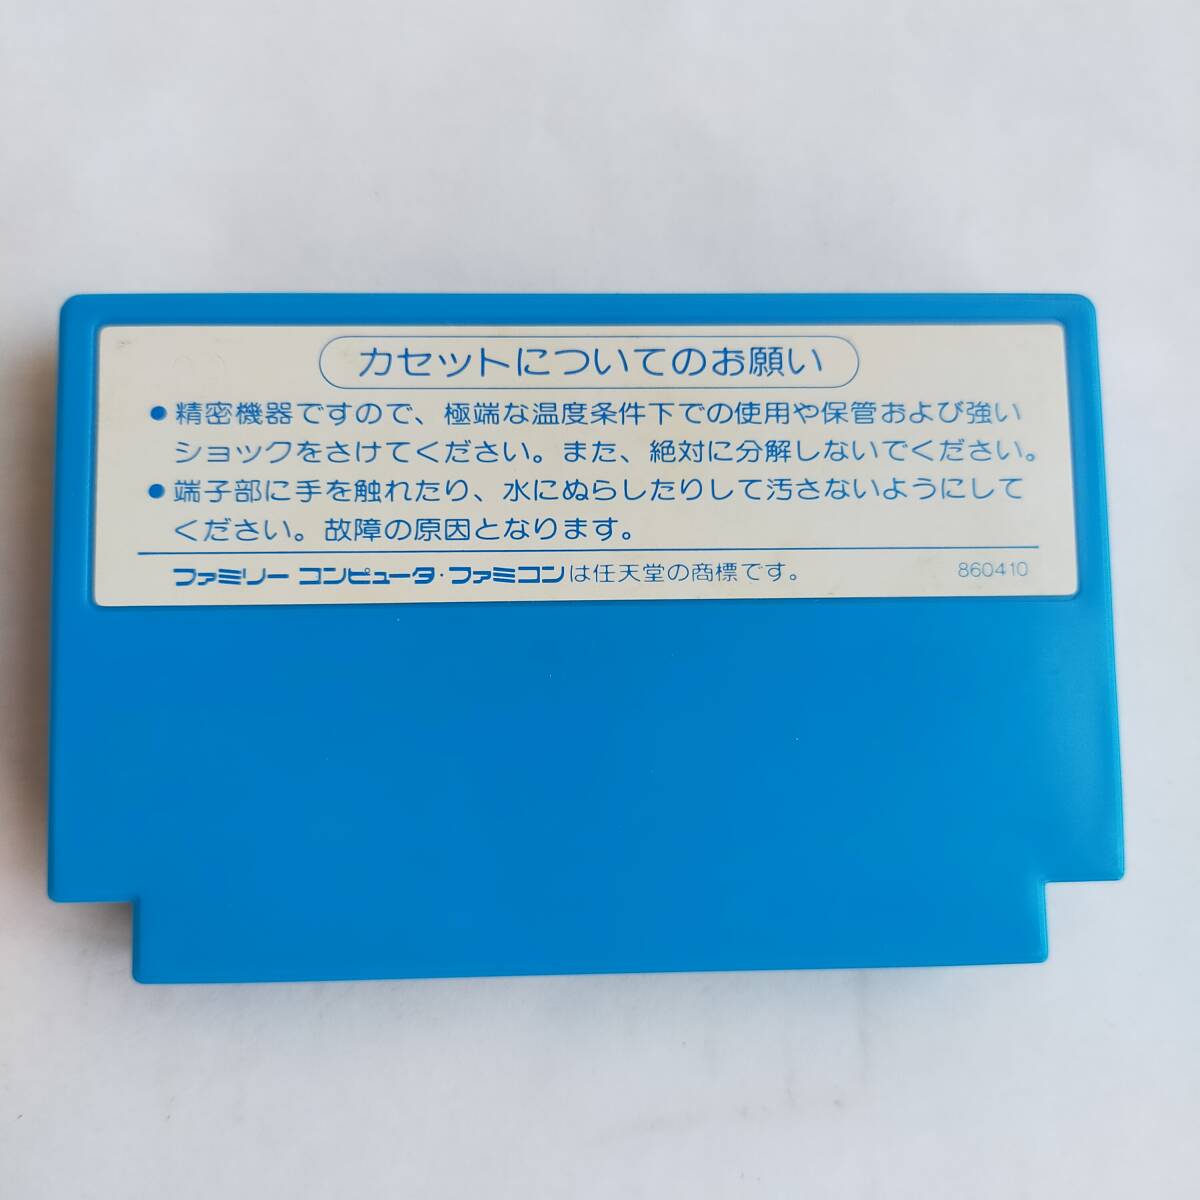 カセットについてのお願い
●精密機器ですので、極端な温度条件下での使用や保管および強い
ショックをさけてください。また、絶対に分解しないでください。
●端子部に手を触れたり、水にぬらしたりして汚さないようにして
ください。故障の原因となります。
ファミリー コンピュータ・ファミコンは任天堂の商標です。 860410